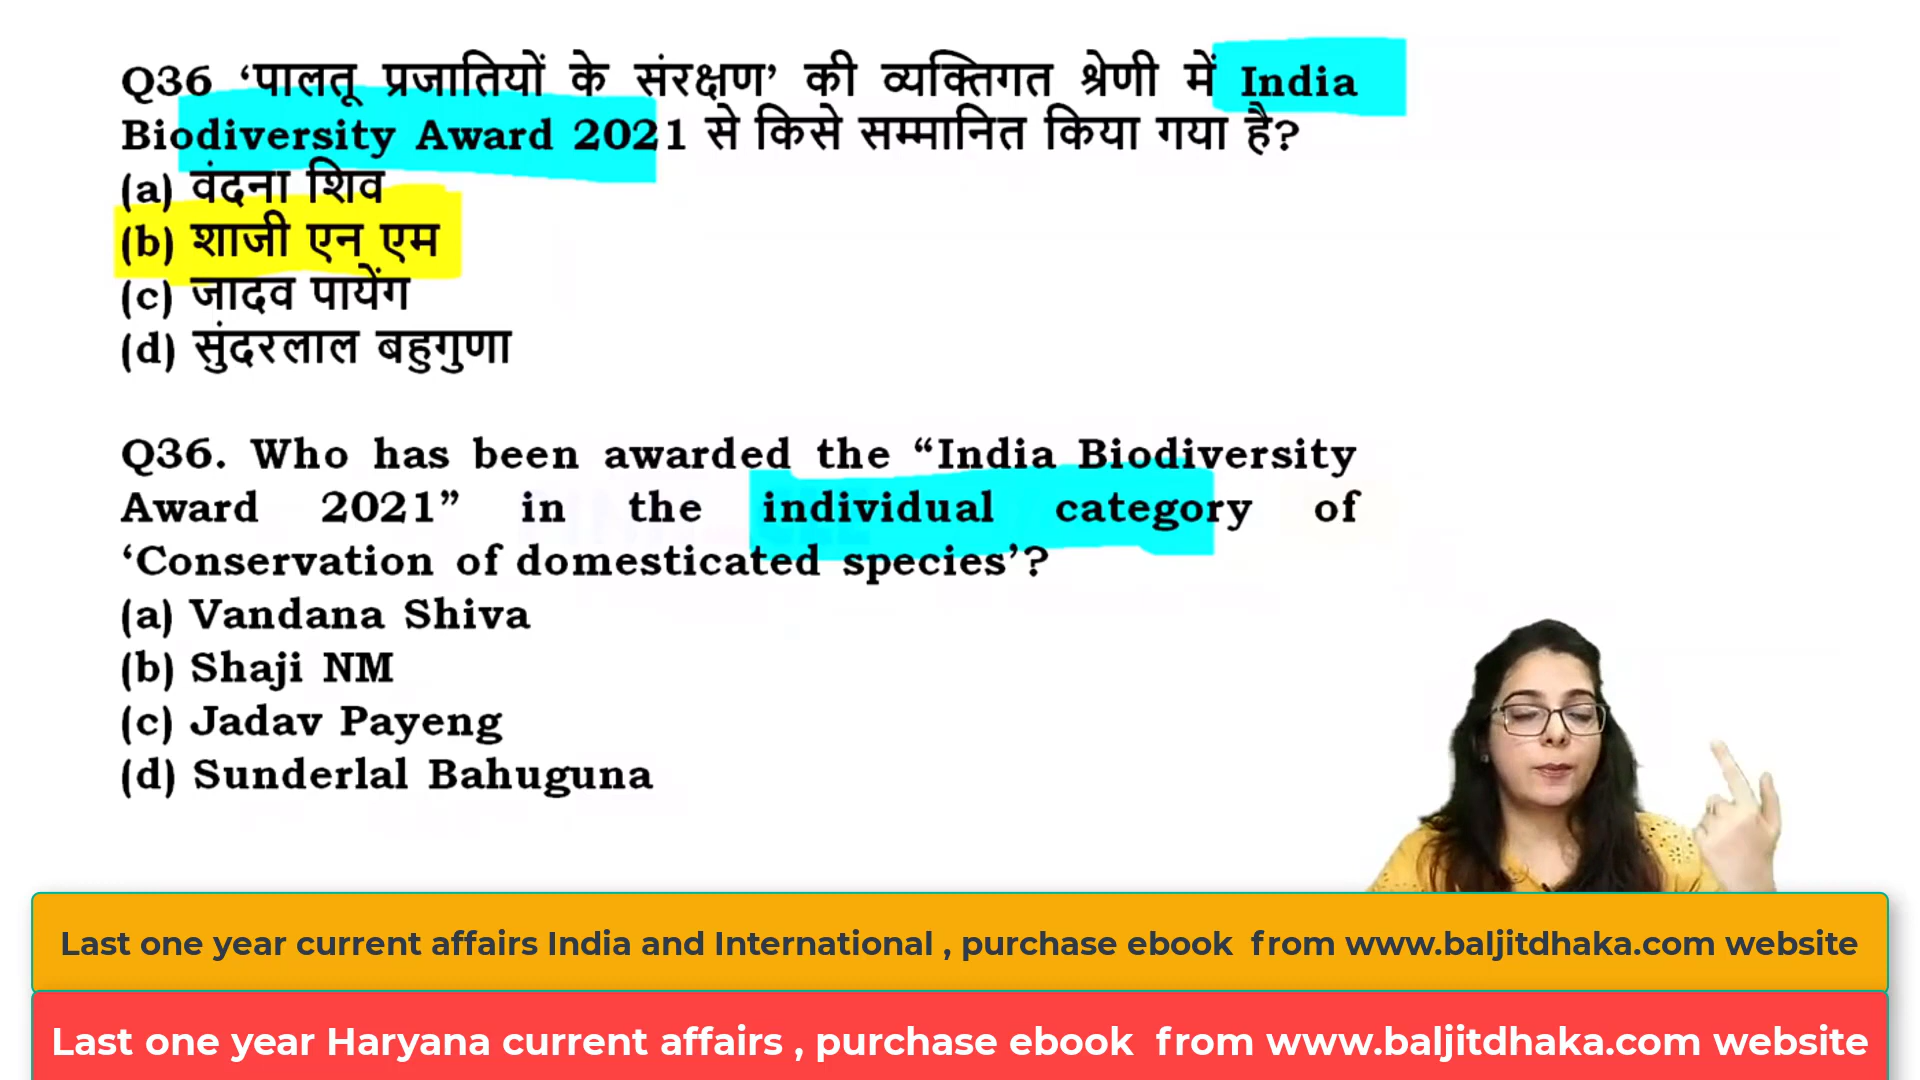 Q36 ‘पालतू प्रजातियों के संरक्षण’ की व्यक्तिगत श्रेणी में India
Biodiversity Award 2021 से किसे सम्मानित किया गया है?
(a) वंदना शिव
(b) शाजी एन एम
(c) जादव पायेंग
(d) सुंदरलाल बहुगुणा
Q36. Who has been awarded the “India Biodiversity
Award 2021” in the individual category of
‘Conservation of domesticated species’?
(a) Vandana Shiva
(b) Shaji NM
(c) Jadav Payeng
(d) Sunderlal Bahuguna
Last one year current affairs India and International , purchase ebook from www.baljitdhaka.com website
Last one year Haryana current affairs , purchase ebook from www.baljitdhaka.com website